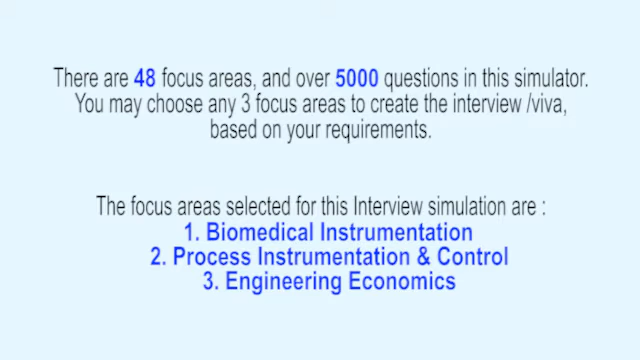 There are 48 focus areas, and over 5000 questions in this simulator.
You may choose any 3 focus areas to create the interview /viva,
based on your requirements.
The focus areas selected for this Interview simulation are :
1. Biomedical Instrumentation
2. Process Instrumentation & Control
3. Engineering Economics